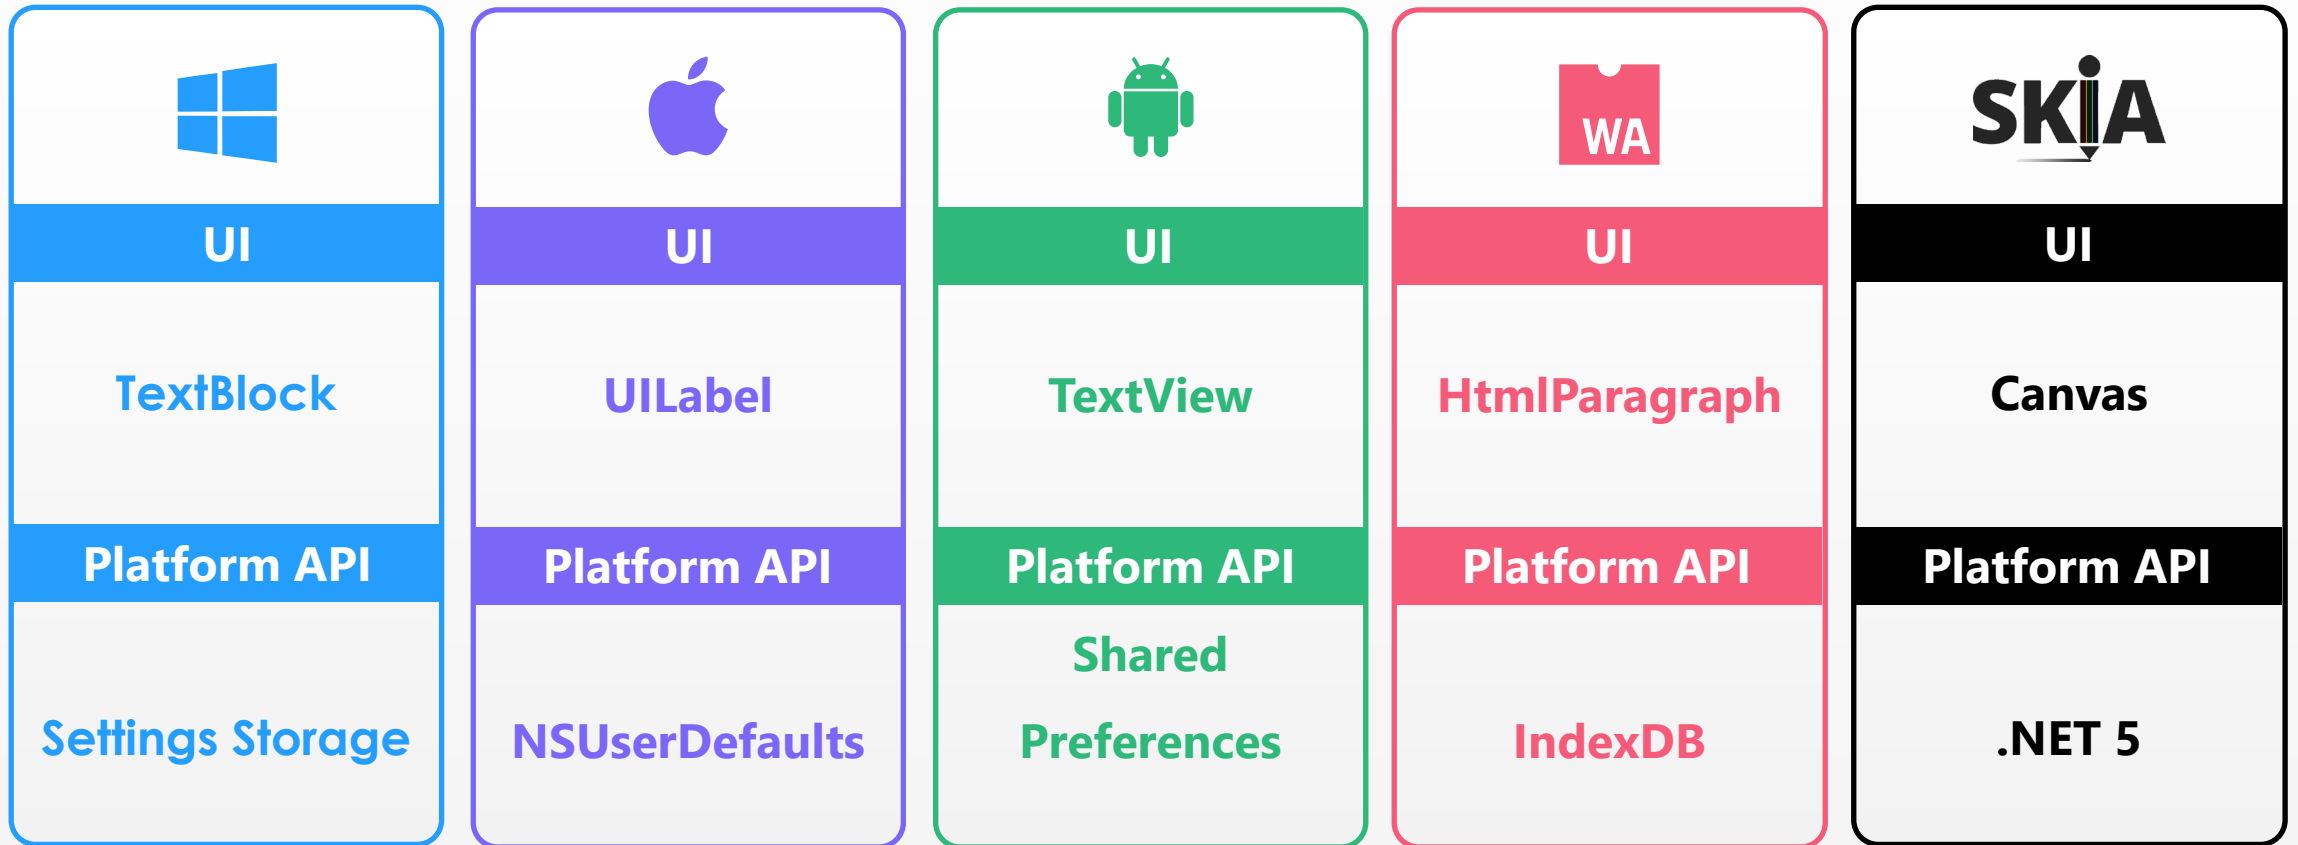 WA
SKiA
UI
UI
UI
UI
UI
TextBlock
UILabel
TextView
HtmlParagraph
Canvas
Platform API
Platform API
Platform API
Platform API
Platform API
Settings Storage
NSUserDefaults
Shared
Preferences
IndexDB
.NET 5